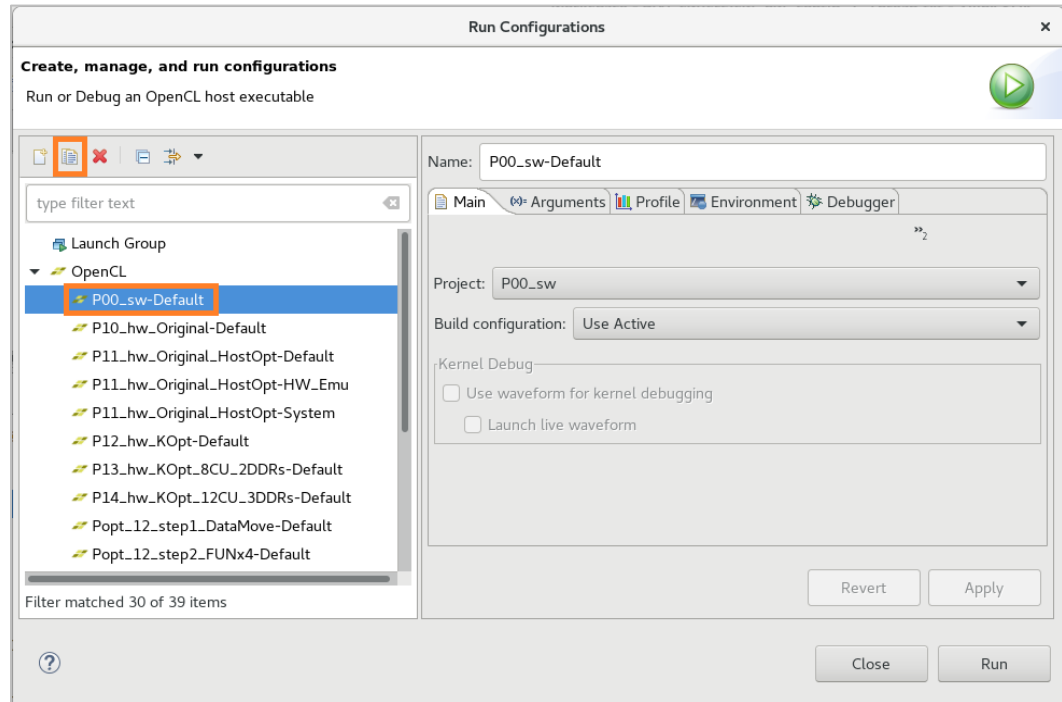 Run Configurations
Create, manage, and run configurations
Run or Debug an OpenCL host executable
type filter text
Launch Group
OpenCL
P00_sw-Default
P10_hw_Original-Default
P11_hw_Original_HostOpt-Default
P11_hw_Original_HostOpt-HW_Emu
P11_hw_Original_HostOpt-System
P12_hw_KOpt-Default
P13_hw_KOpt_8CU_2DDRs-Default
P14_hw_KOpt_12CU_3DDRs-Default
Popt_12_step1_DataMove-Default
Popt_12_step2_FUNx4-Default
Filter matched 30 of 39 items
Name: P00_sw-Default
Main (x)= Arguments Profile Environment Debugger
»2
Project: P00_sw
Build configuration: Use Active
Kernel Debug
Use waveform for kernel debugging
Launch live waveform
Revert Apply
Close Run